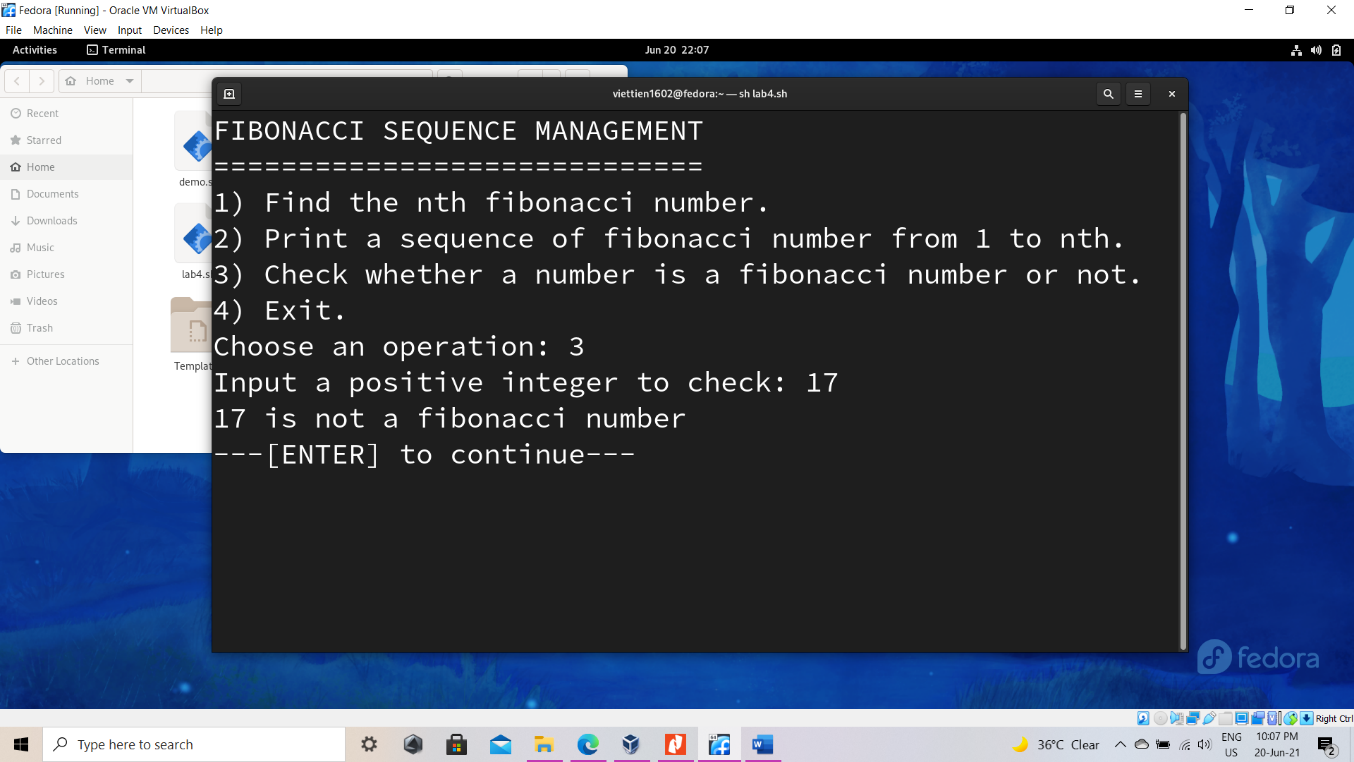 Fedora [Running] - Oracle VM VirtualBox
File Machine View Input Devices Help
Activities Terminal Jun 20 22:07
Home
viettien1602@fedora:~ — sh lab4.sh
Recent
Starred
Home
Documents
Downloads
Music
Pictures
Videos
Trash
+ Other Locations
demo.s
lab4.sh
Templat
FIBONACCI SEQUENCE MANAGEMENT
=============================
1) Find the nth fibonacci number.
2) Print a sequence of fibonacci number from 1 to nth.
3) Check whether a number is a fibonacci number or not.
4) Exit.
Choose an operation: 3
Input a positive integer to check: 17
17 is not a fibonacci number
---[ENTER] to continue---
fedora
Right Ctrl
Type here to search
36°C Clear
ENG
US
10:07 PM
20-Jun-21
2